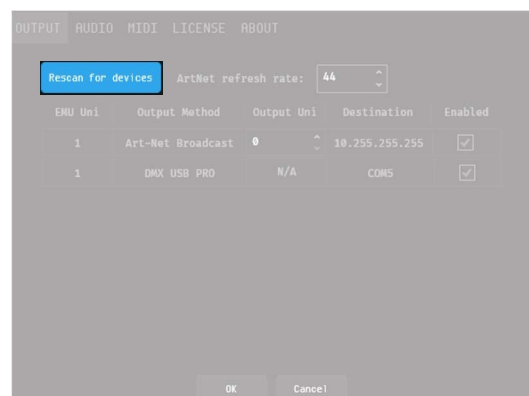 OUTPUT AUDIO MIDI LICENSE ABOUT
Rescan for devices ArtNet refresh rate: 44
EMU Uni Output Method Output Uni Destination Enabled
1 Art-Net Broadcast 0 10.255.255.255
1 DMX USB PRO N/A COM5
OK Cancel